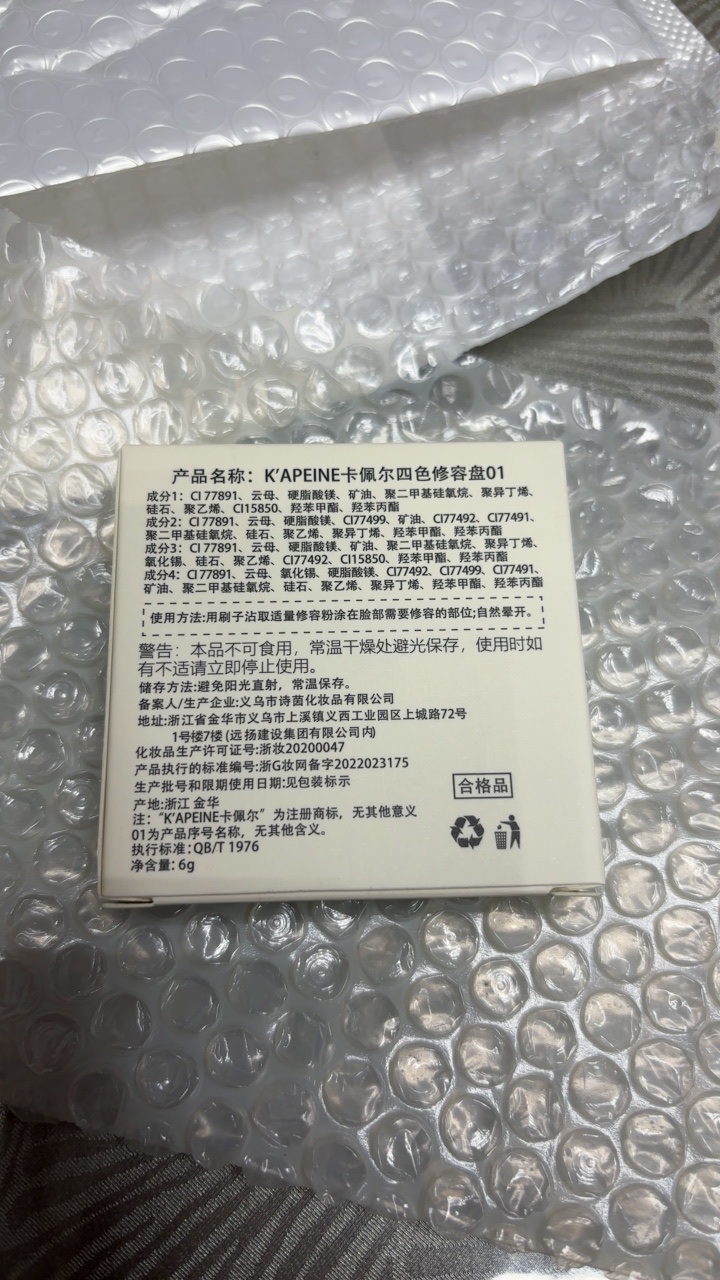 产品名称：K'APEINE卡佩尔四色修容盘01
成分1：CI 77891、云母、硬脂酸镁、矿油、聚二甲基硅氧烷、聚异丁烯、
硅石、聚乙烯、CI15850、羟苯甲酯、羟苯丙酯
成分2：CI 77891、云母、硬脂酸镁、CI77499、矿油、CI77492、CI77491、
聚二甲基硅氧烷、硅石、聚乙烯、聚异丁烯、羟苯甲酯、羟苯丙酯
成分3：CI 77891、云母、硬脂酸镁、矿油、聚二甲基硅氧烷、聚异丁烯、
氧化锡、硅石、聚乙烯、CI77492、CI15850、羟苯甲酯、羟苯丙酯
成分4：CI 77891、云母、氧化锡、硬脂酸镁、CI77492、CI77499、CI77491、
矿油、聚二甲基硅氧烷、硅石、聚乙烯、聚异丁烯、羟苯甲酯、羟苯丙酯
使用方法:用刷子沾取适量修容粉涂在脸部需要修容的部位;自然晕开。
警告：本品不可食用，常温干燥处避光保存，使用时如
有不适请立即停止使用。
储存方法:避免阳光直射，常温保存。
备案人/生产企业:义乌市诗茵化妆品有限公司
地址:浙江省金华市义乌市上溪镇义西工业园区上城路72号
1号楼7楼(远扬建设集团有限公司内)
化妆品生产许可证号:浙妆20200047
产品执行的标准编号:浙G妆网备字2022023175
生产批号和限期使用日期:见包装标示
产地:浙江 金华
注："K'APEINE卡佩尔"为注册商标，无其他意义
01为产品序号名称，无其他含义。
执行标准:QB/T 1976
净含量:6g
合格品